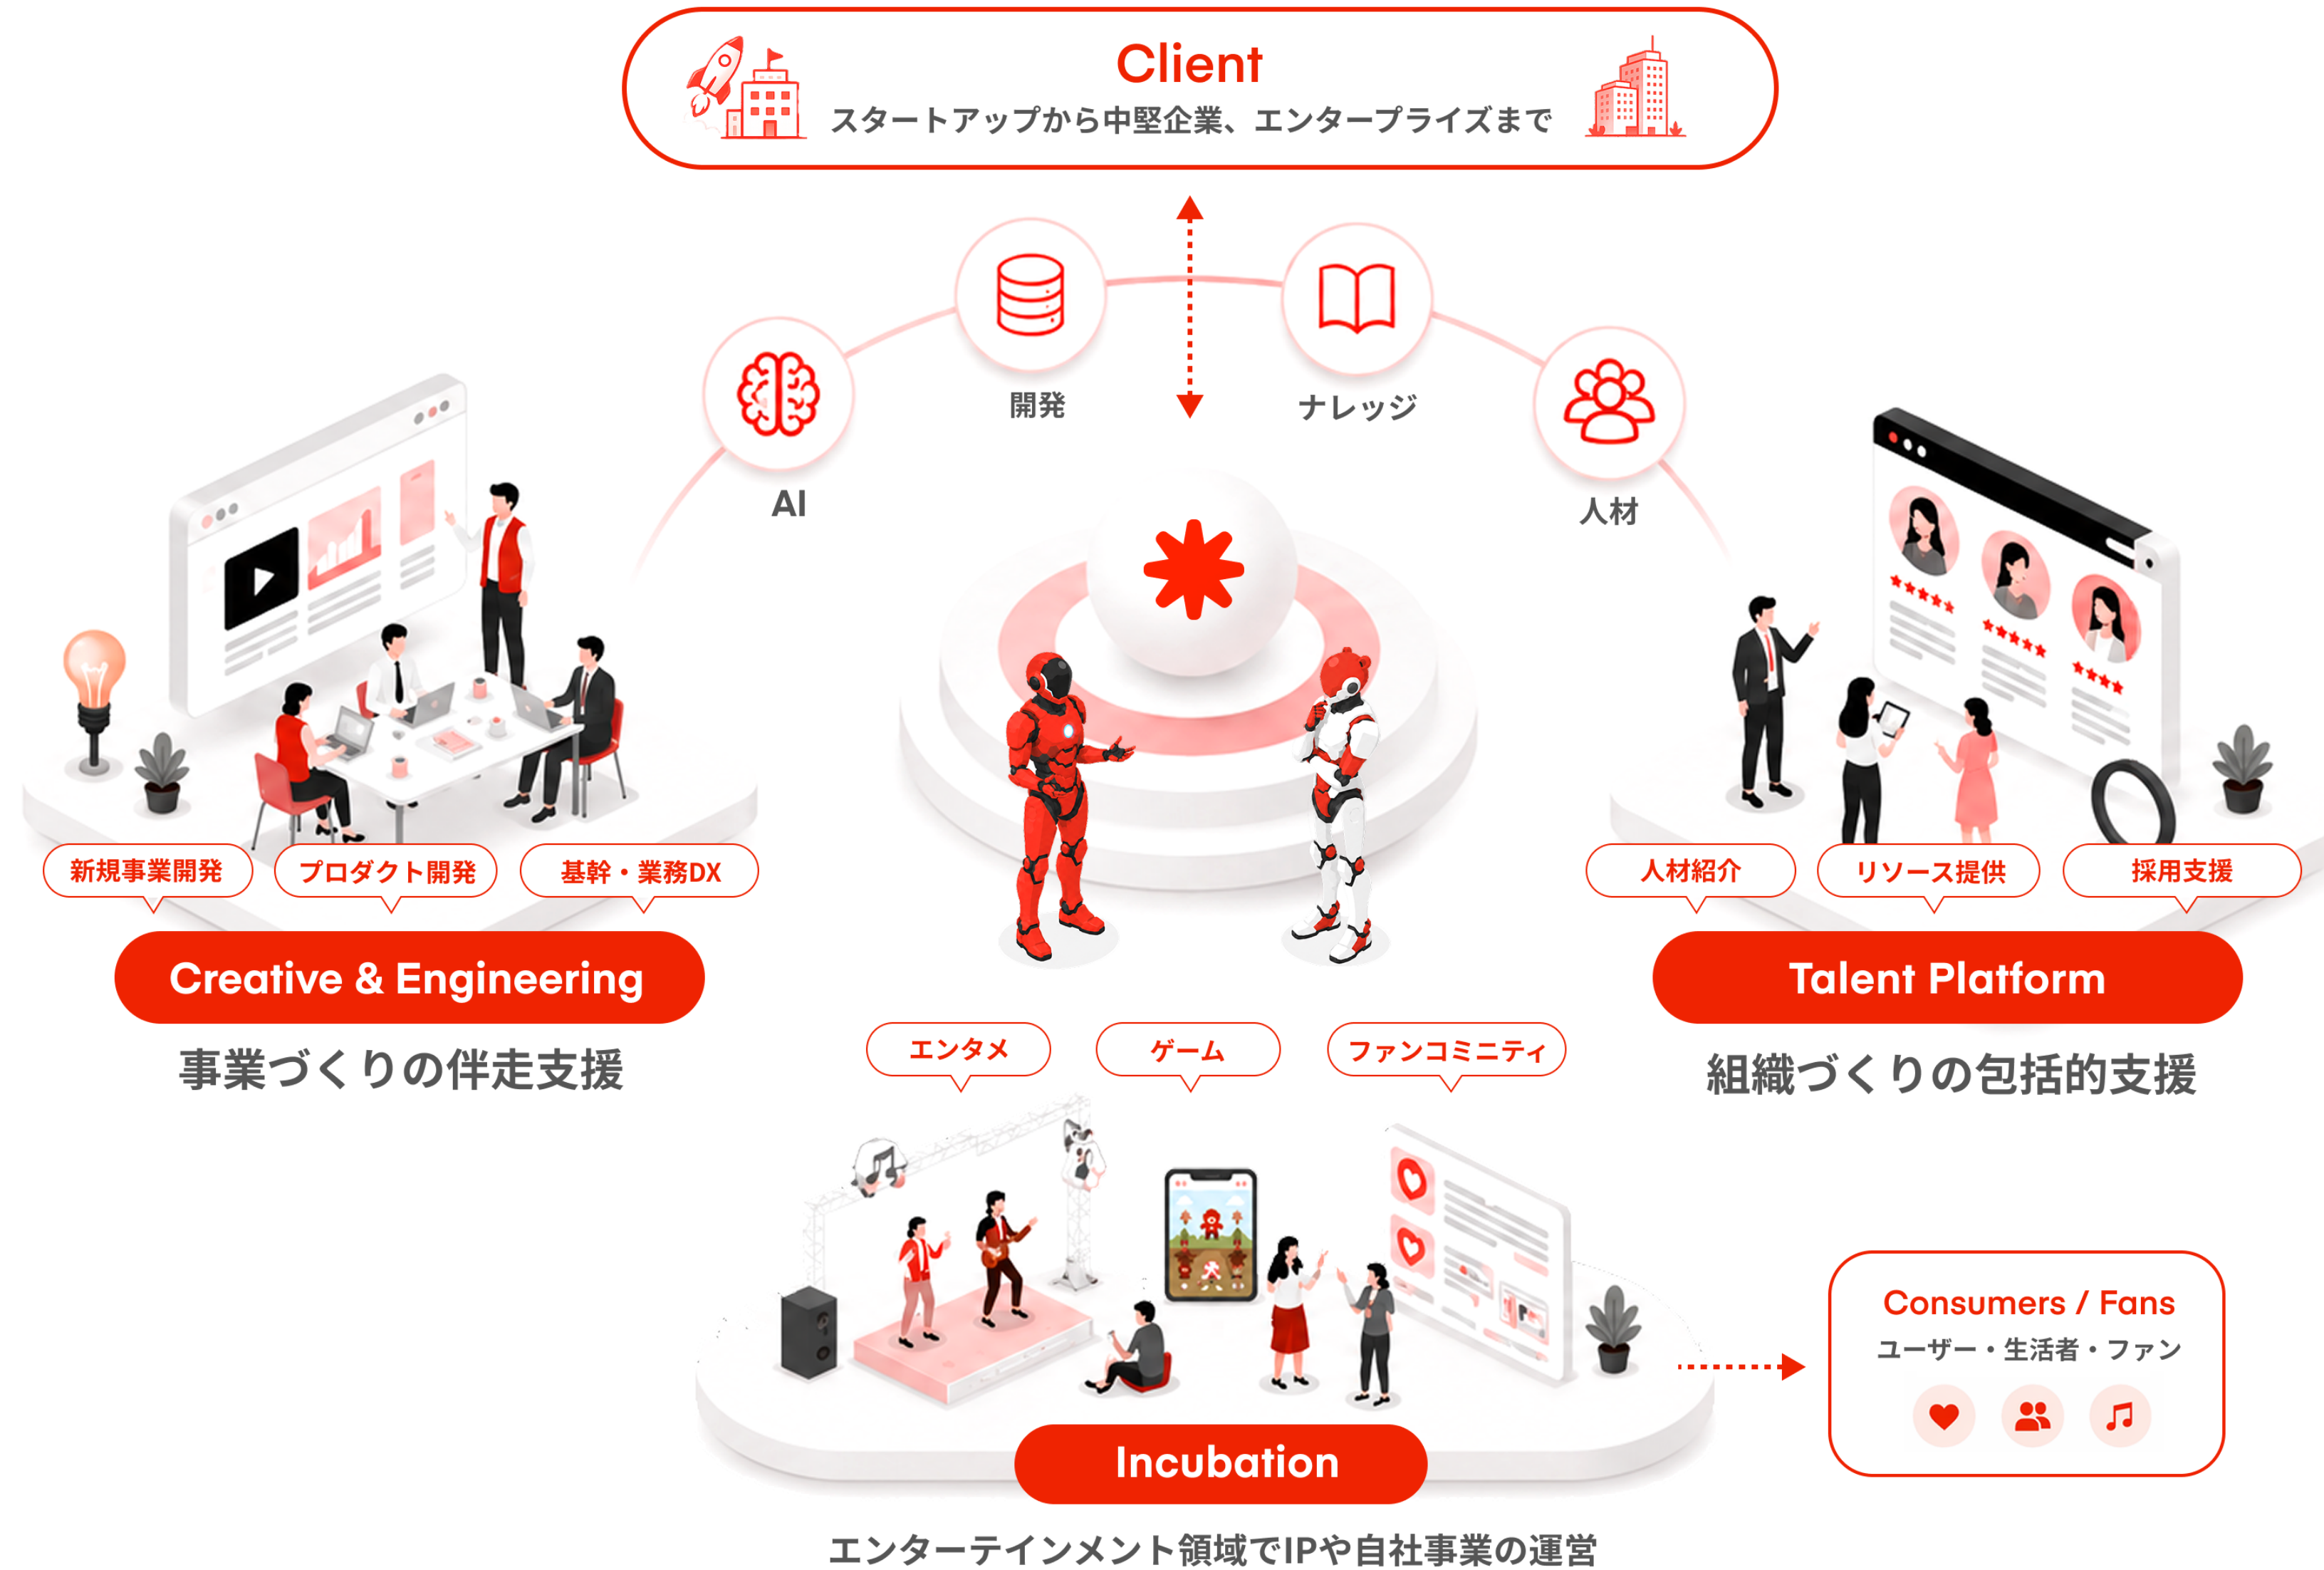 Client
スタートアップから中堅企業、エンタープライズまで
開発
ナレッジ
AI
人材
新規事業開発
プロダクト開発
基幹・業務DX
Creative & Engineering
事業づくりの伴走支援
人材紹介
リソース提供
採用支援
Talent Platform
組織づくりの包括的支援
エンタメ
ゲーム
ファンコミニティ
Incubation
エンターテインメント領域でIPや自社事業の運営
Consumers / Fans
ユーザー・生活者・ファン